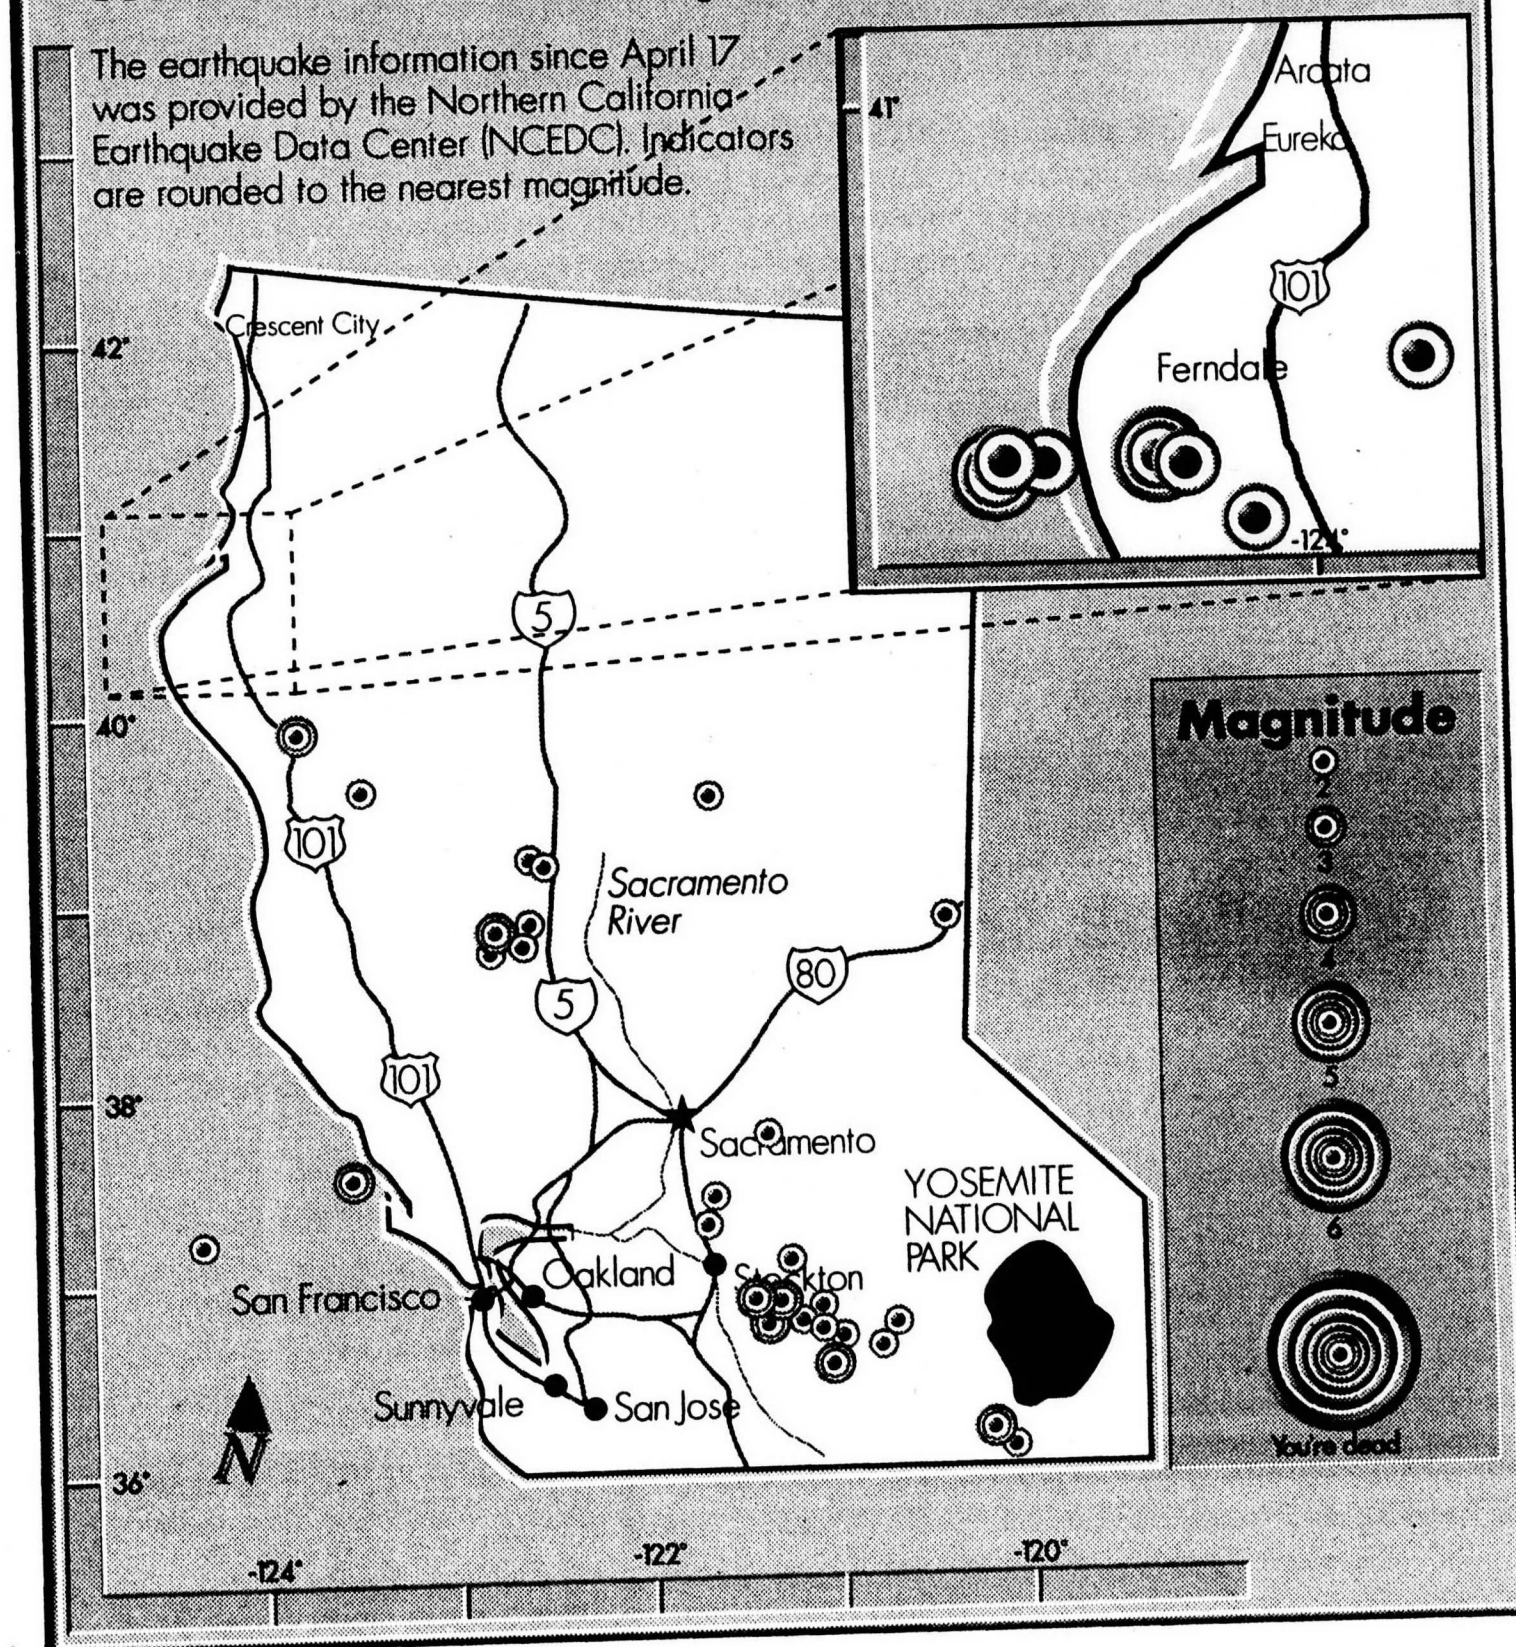 The earthquake information since April 17
was provided by the Northern California
Earthquake Data Center (NCEDC). Indicators
are rounded to the nearest magnitude.
Arcata
41°
Eureka
101
Ferndale
-124°
Crescent City
42°
5
40°
101
Sacramento
River
80
5
101
38°
Sacramento
YOSEMITE
NATIONAL
PARK
Oakland
Stockton
San Francisco
Sunnyvale
San Jose
N
36°
-124°
-122°
-120°
Magnitude
2
3
4
5
6
You're dead